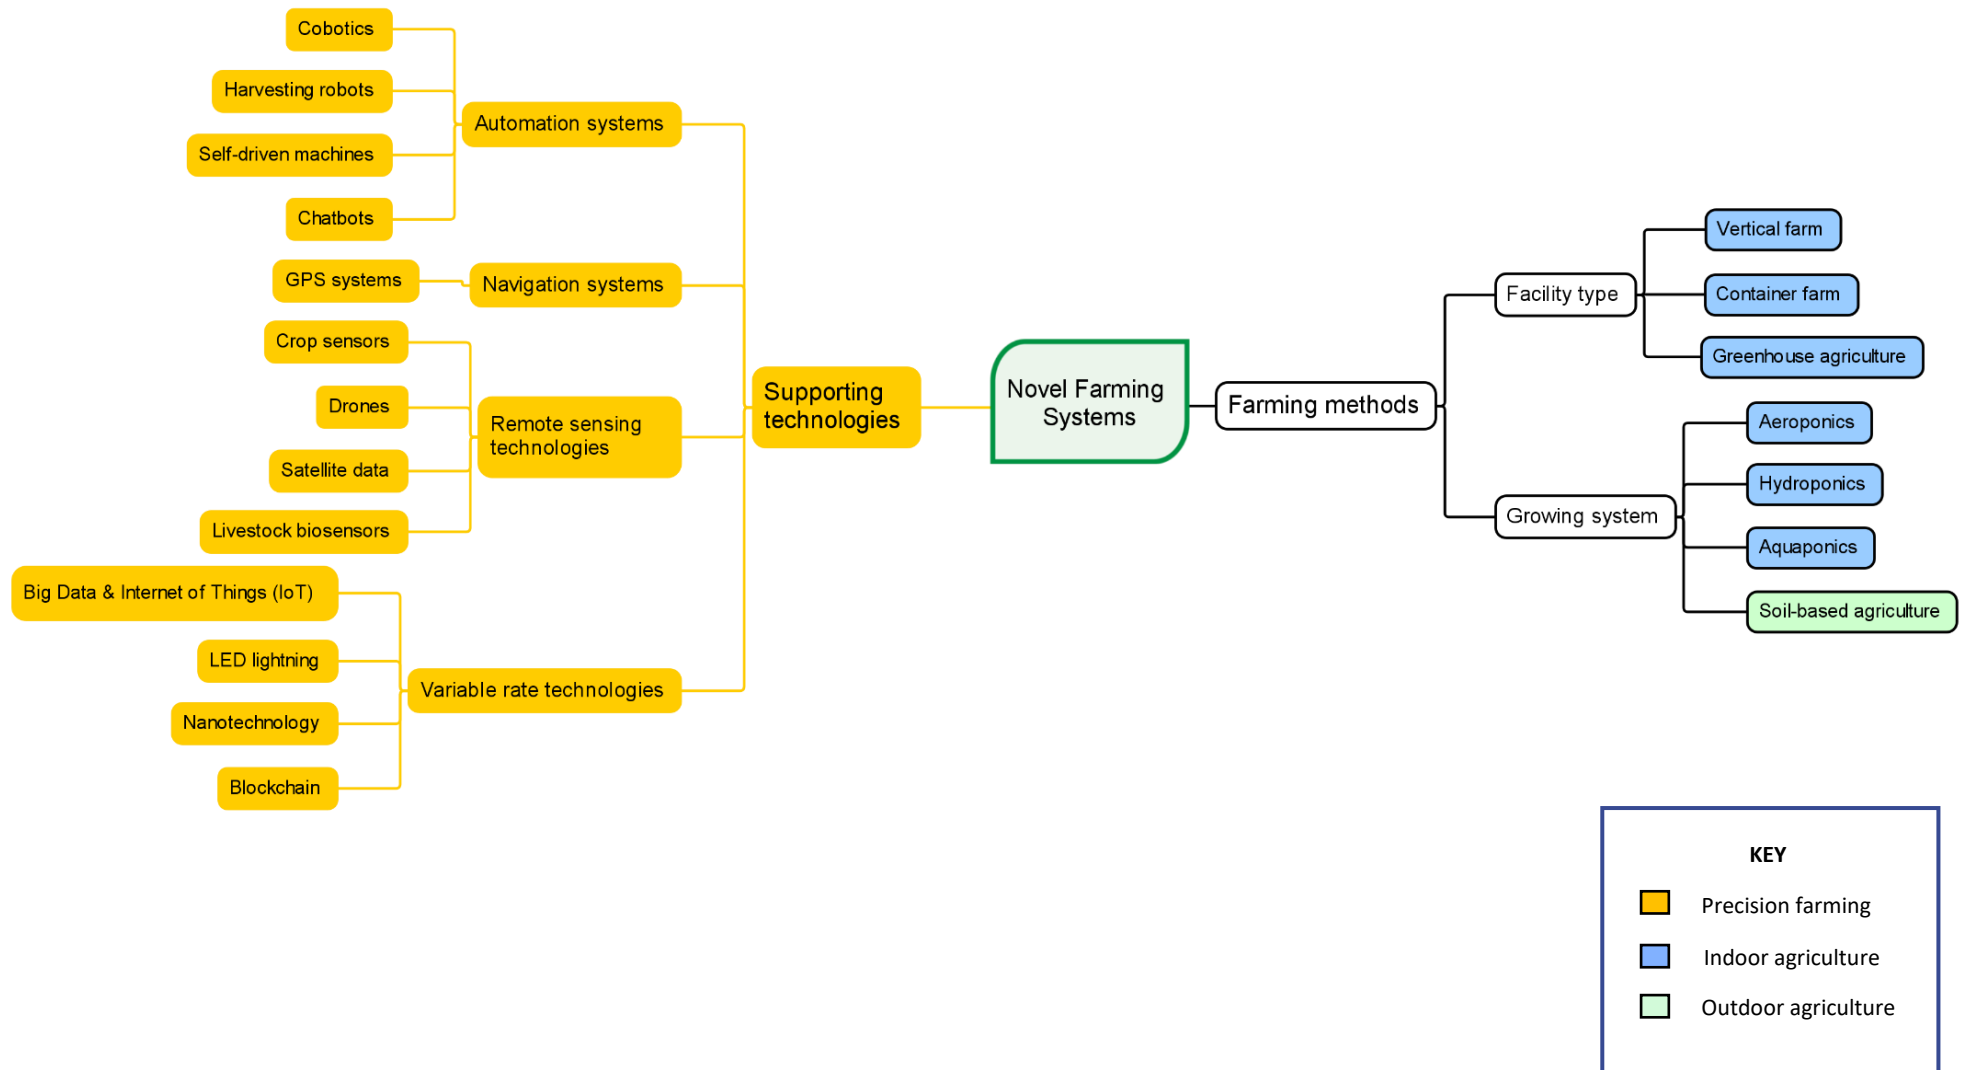 Cobotics
Harvesting robots
Self-driven machines
Chatbots
Automation systems
GPS systems
Navigation systems
Crop sensors
Drones
Satellite data
Livestock biosensors
Remote sensing
technologies
Big Data & Internet of Things (IoT)
LED lightning
Nanotechnology
Blockchain
Variable rate technologies
Supporting
technologies
Novel Farming
Systems
Farming methods
Facility type
Vertical farm
Container farm
Greenhouse agriculture
Growing system
Aeroponics
Hydroponics
Aquaponics
Soil-based agriculture
KEY
Precision farming
Indoor agriculture
Outdoor agriculture